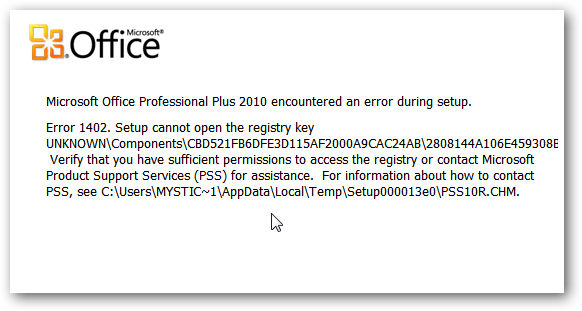 Microsoft®
Office
Microsoft Office Professional Plus 2010 encountered an error during setup.
Error 1402. Setup cannot open the registry key
UNKNOWN\Components\CBD521FB6DFE3D115AF2000A9CAC24AB\2808144A106E459308E
Verify that you have sufficient permissions to access the registry or contact Microsoft
Product Support Services (PSS) for assistance.  For information about how to contact
PSS, see C:\Users\MYSTIC~1\AppData\Local\Temp\Setup000013e0\PSS10R.CHM.